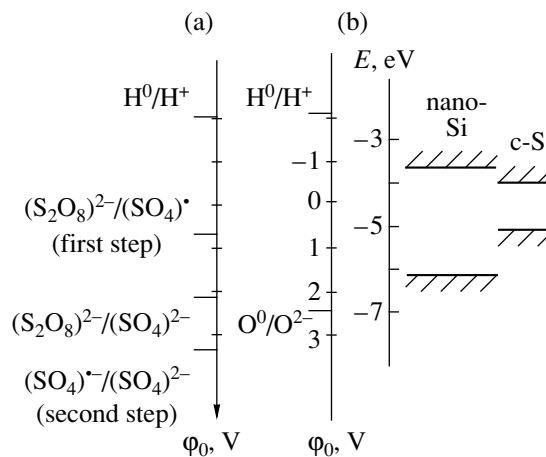 (a)
(b)
E, eV
H⁰/H⁺
H⁰/H⁺
nano-
Si
c-S
–3
–1
0
(S₂O₈)²⁻/(SO₄)•
(first step)
–5
1
2
(S₂O₈)²⁻/(SO₄)²⁻
O⁰/O²⁻
–7
3
(SO₄)•⁻/(SO₄)²⁻
(second step)
φ₀, V
φ₀, V